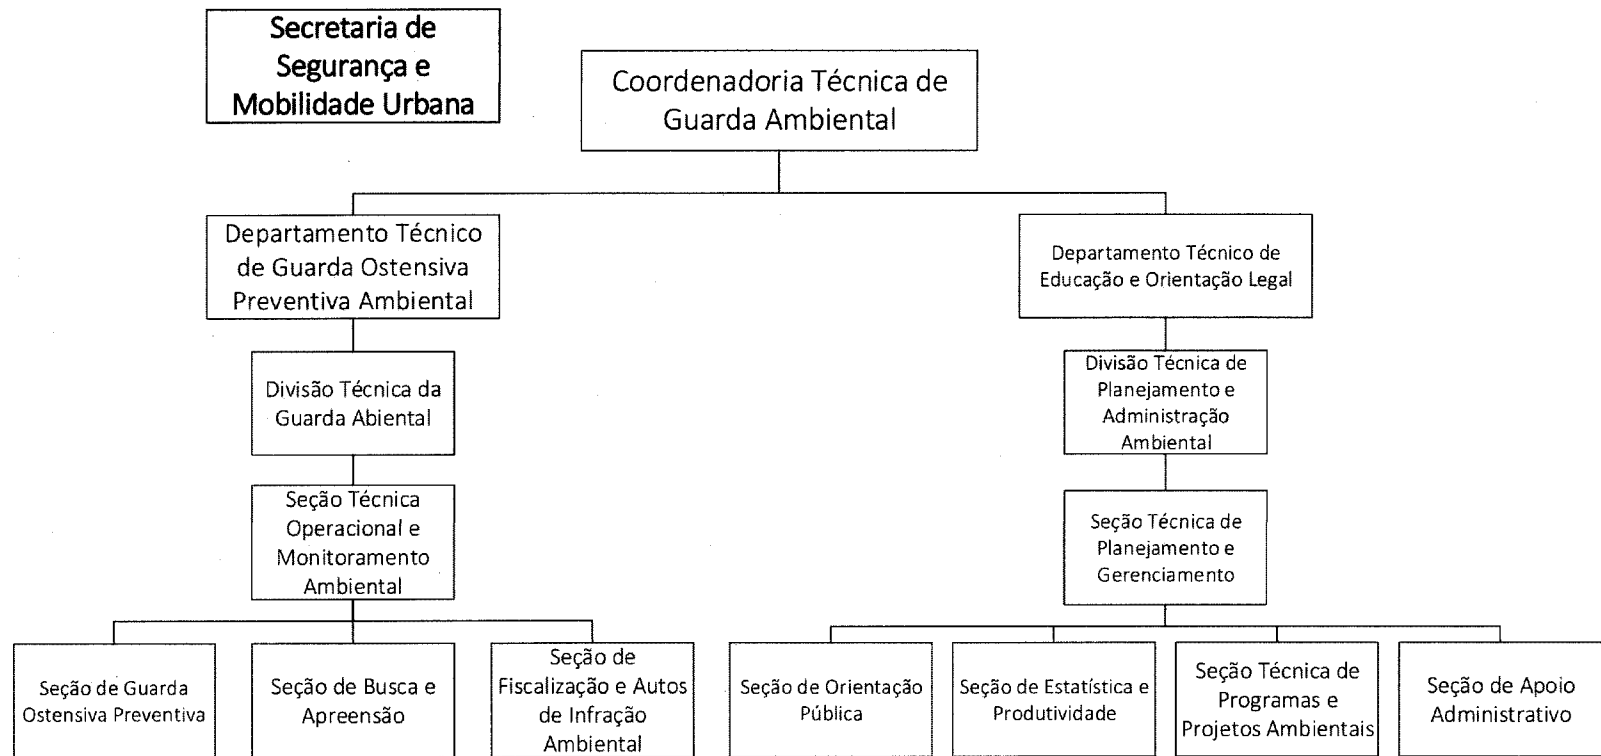 Secretaria de
Segurança e
Mobilidade Urbana
Coordenadoria Técnica de
Guarda Ambiental
Departamento Técnico
de Guarda Ostensiva
Preventiva Ambiental
Departamento Técnico de
Educação e Orientação Legal
Divisão Técnica da
Guarda Abiental
Divisão Técnica de
Planejamento e
Administração
Ambiental
Seção Técnica
Operacional e
Monitoramento
Ambiental
Seção Técnica de
Planejamento e
Gerenciamento
Seção de Guarda
Ostensiva Preventiva
Seção de Busca e
Apreensão
Seção de
Fiscalização e Autos
de Infração
Ambiental
Seção de Orientação
Pública
Seção de Estatística e
Produtividade
Seção Técnica de
Programas e
Projetos Ambientais
Seção de Apoio
Administrativo